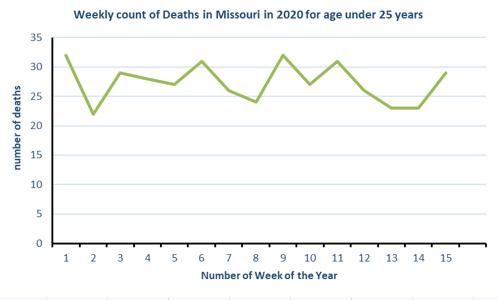 Weekly count of Deaths in Missouri in 2020 for age under 25 years
35
30
25
20
15
10
5
0
number of deaths
1 2 3 4 5 6 7 8 9 10 11 12 13 14 15
Number of Week of the Year